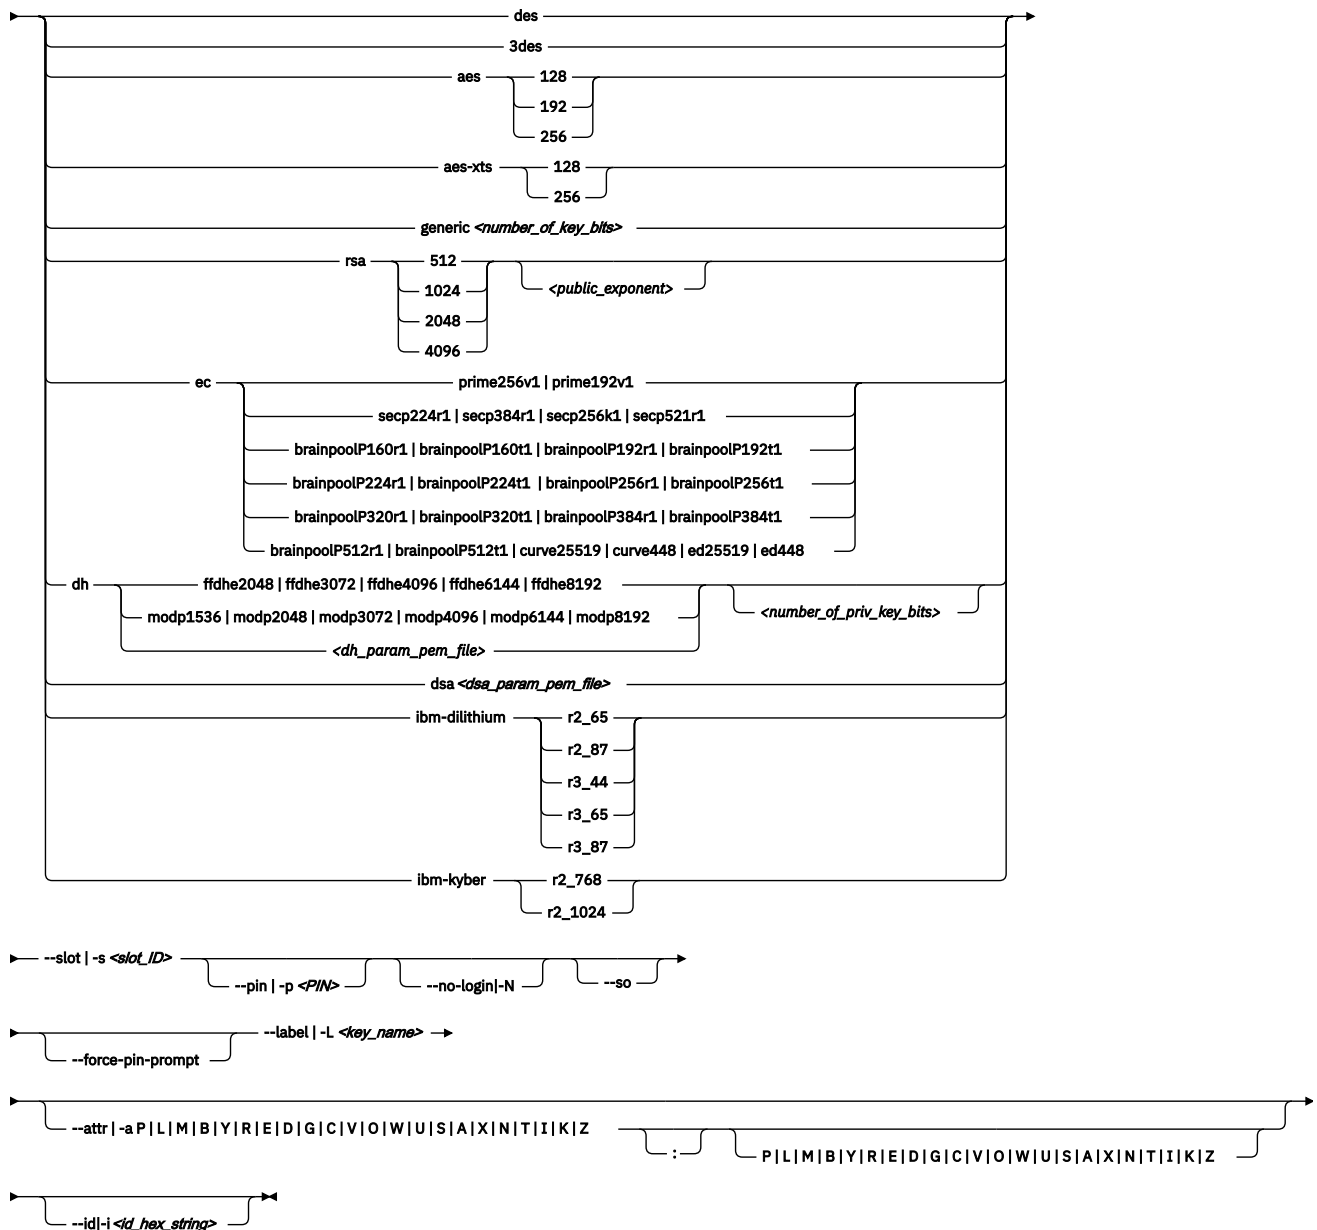 des
3des
aes 128
192
256
aes-xts 128
256
generic <number_of_key_bits>
rsa 512
<public_exponent>
1024
2048
4096
ec prime256v1 | prime192v1
secp224r1 | secp384r1 | secp256k1 | secp521r1
brainpoolP160r1 | brainpoolP160t1 | brainpoolP192r1 | brainpoolP192t1
brainpoolP224r1 | brainpoolP224t1 | brainpoolP256r1 | brainpoolP256t1
brainpoolP320r1 | brainpoolP320t1 | brainpoolP384r1 | brainpoolP384t1
brainpoolP512r1 | brainpoolP512t1 | curve25519 | curve448 | ed25519 | ed448
dh ffdhe2048 | ffdhe3072 | ffdhe4096 | ffdhe6144 | ffdhe8192
<number_of_priv_key_bits>
modp1536 | modp2048 | modp3072 | modp4096 | modp6144 | modp8192
<dh_param_pem_file>
dsa <dsa_param_pem_file>
ibm-dilithium r2_65
r2_87
r3_44
r3_65
r3_87
ibm-kyber r2_768
r2_1024
--slot | -s <slot_ID>
--pin | -p <PIN> --no-login|-N --so
--label | -L <key_name>
--force-pin-prompt
--attr | -a P | L | M | B | Y | R | E | D | G | C | V | O | W | U | S | A | X | N | T | I | K | Z
: P | L | M | B | Y | R | E | D | G | C | V | O | W | U | S | A | X | N | T | I | K | Z
--id|-i <id_hex_string>